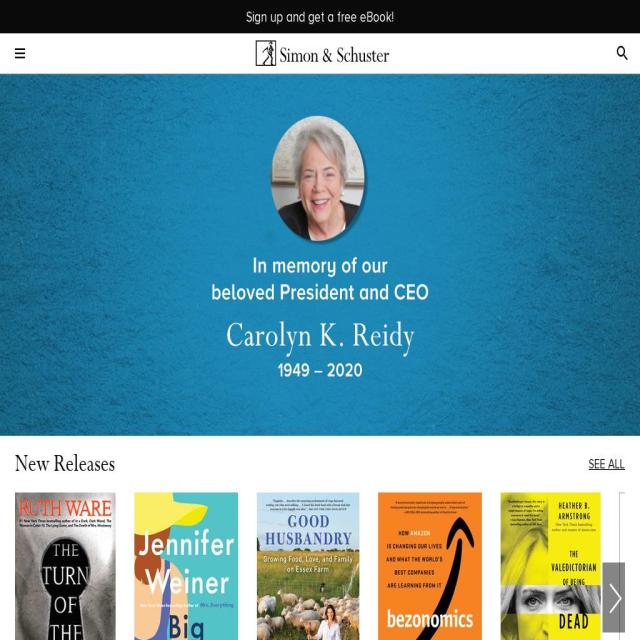 Sign up and get a free eBook!
Simon & Schuster
In memory of our
beloved President and CEO
Carolyn K. Reidy
1949 – 2020
New Releases
SEE ALL
RUTH WARE
THE
TURN
OF
THE
Jennifer
Weiner
Big
GOOD
HUSBANDRY
Growing Food, Love, and Family
on Essex Farm
HOW AMAZON
IS CHANGING OUR LIVES
AND WHAT THE WORLD'S
BEST COMPANIES
ARE LEARNING FROM IT
bezonomics
HEATHER B.
ARMSTRONG
THE
VALEDICTORIAN
OF BEING
DEAD